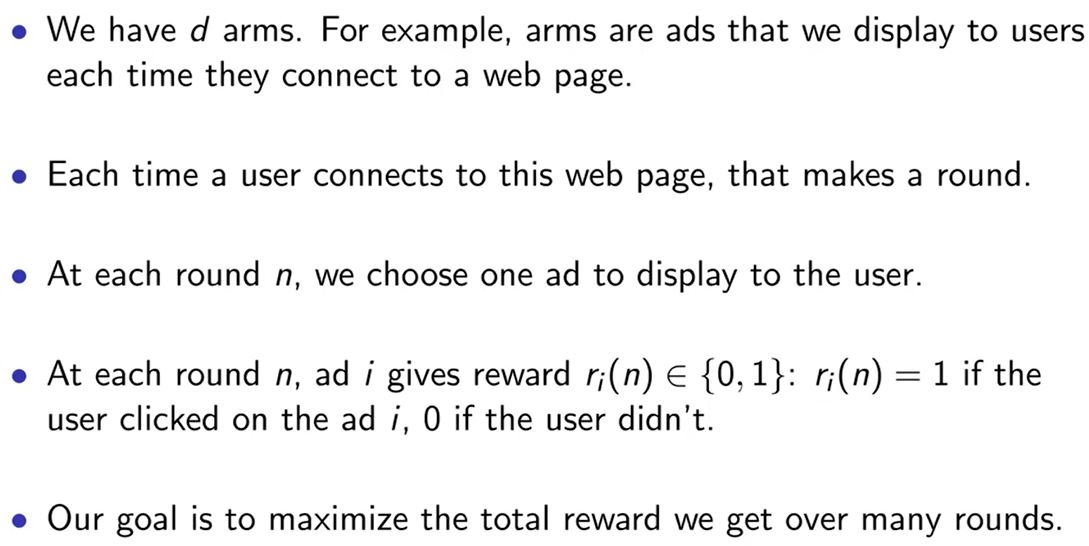 • We have d arms. For example, arms are ads that we display to users
each time they connect to a web page.
• Each time a user connects to this web page, that makes a round.
• At each round n, we choose one ad to display to the user.
• At each round n, ad i gives reward rᵢ(n) ∈ {0, 1}: rᵢ(n) = 1 if the
user clicked on the ad i, 0 if the user didn't.
• Our goal is to maximize the total reward we get over many rounds.